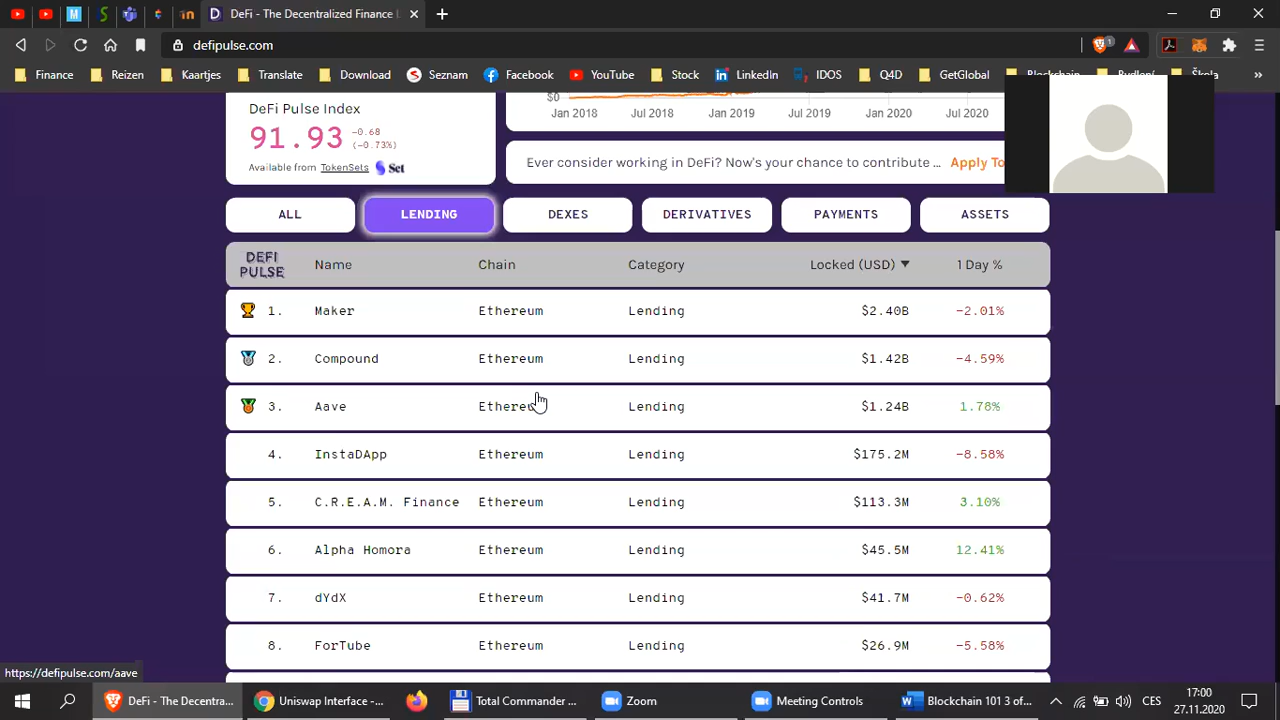 DeFi - The Decentralized Finance L
defipulse.com
1
Finance Reizen Kaartjes Translate Download Seznam Facebook YouTube Stock LinkedIn IDOS Q4D GetGlobal Blockchain Bydlení Škola »
DeFi Pulse Index
91.93
-0.68
(-0.73%)
Available from TokenSets Set
$0
Jan 2018 Jul 2018 Jan 2019 Jul 2019 Jan 2020 Jul 2020
Ever consider working in DeFi? Now's your chance to contribute ... Apply To
ALL LENDING DEXES DERIVATIVES PAYMENTS ASSETS
DEFI PULSE Name Chain Category Locked (USD) ▼ 1 Day %
1. Maker Ethereum Lending $2.40B -2.01%
2. Compound Ethereum Lending $1.42B -4.59%
3. Aave Ethereum Lending $1.24B 1.78%
4. InstaDApp Ethereum Lending $175.2M -8.58%
5. C.R.E.A.M. Finance Ethereum Lending $113.3M 3.10%
6. Alpha Homora Ethereum Lending $45.5M 12.41%
7. dYdX Ethereum Lending $41.7M -0.62%
8. ForTube Ethereum Lending $26.9M -5.58%
https://defipulse.com/aave
DeFi - The Decentra... Uniswap Interface -... Total Commander ... Zoom Meeting Controls Blockchain 101 3 of... CES 17:00
27.11.2020